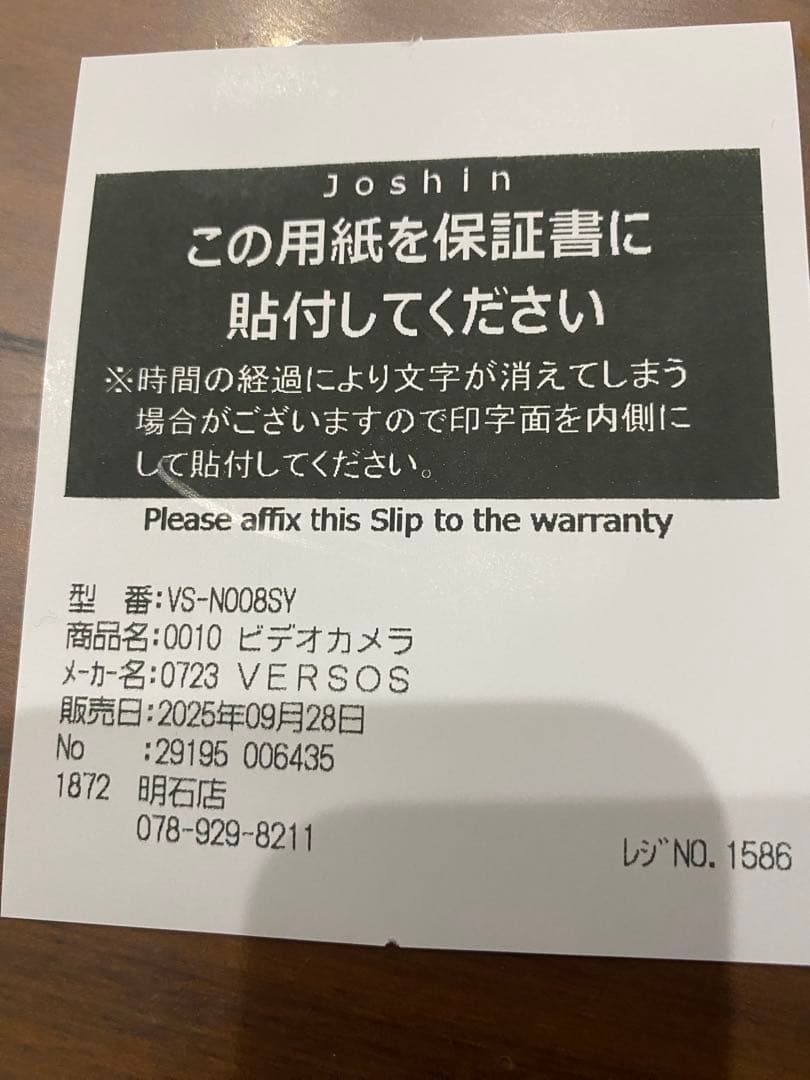 Joshin
この用紙を保証書に
貼付してください
※時間の経過により文字が消えてしまう
場合がございますので印字面を内側に
して貼付してください。
Please affix this Slip to the warranty
型　番:VS-N008SY
商品名:0010 ビデオカメラ
ﾒｰｶｰ名:0723 ＶＥＲＳＯＳ
販売日:2025年09月28日
No :29195 006435
1872 明石店
078-929-8211
ﾚｼﾞNO. 1586